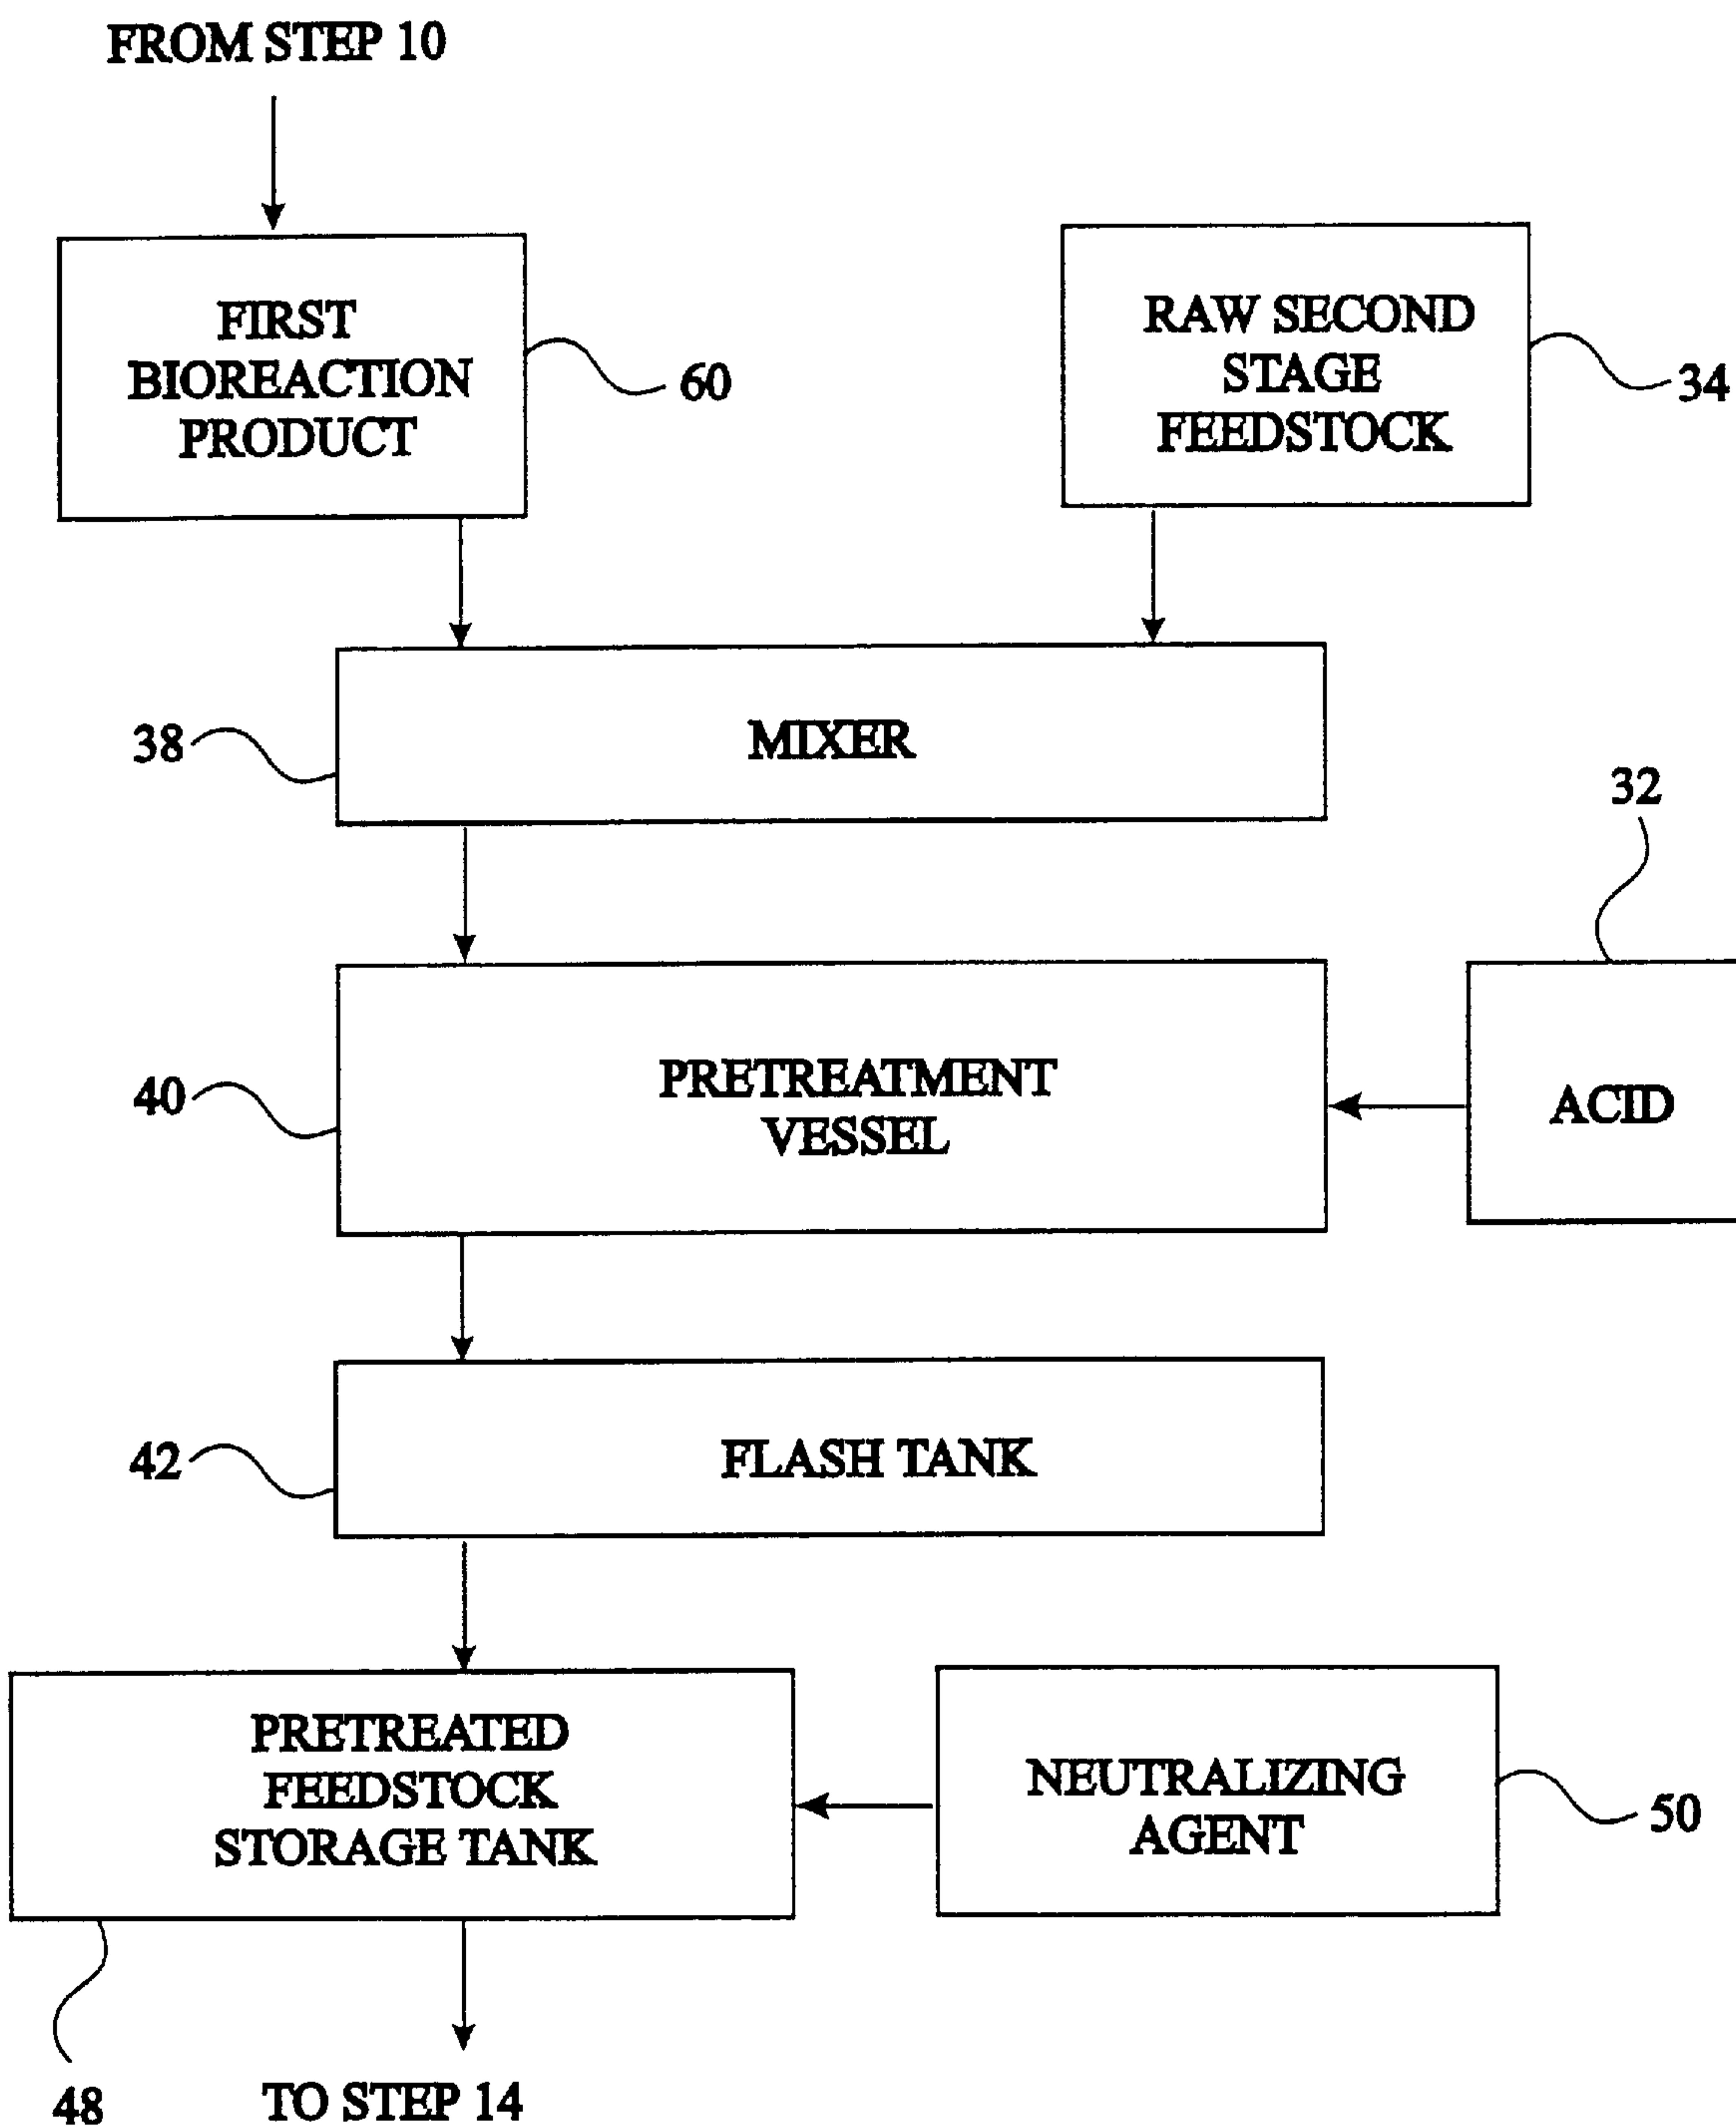 FROM STEP 10
FIRST
BIOREACTION
PRODUCT
60
RAW SECOND
STAGE
FEEDSTOCK
34
MIXER
38
32
PRETREATMENT
VESSEL
40
ACID
FLASH TANK
42
PRETREATED
FEEDSTOCK
STORAGE TANK
NEUTRALIZING
AGENT
50
48
TO STEP 14